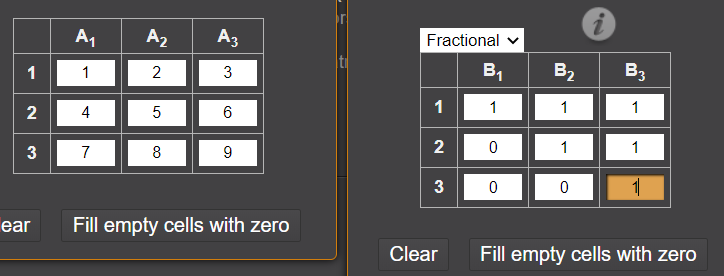 A1 A2 A3
1 1 2 3
2 4 5 6
3 7 8 9
ear Fill empty cells with zero
i
Fractional
B1 B2 B3
1 1 1 1
2 0 1 1
3 0 0 1
Clear Fill empty cells with zero